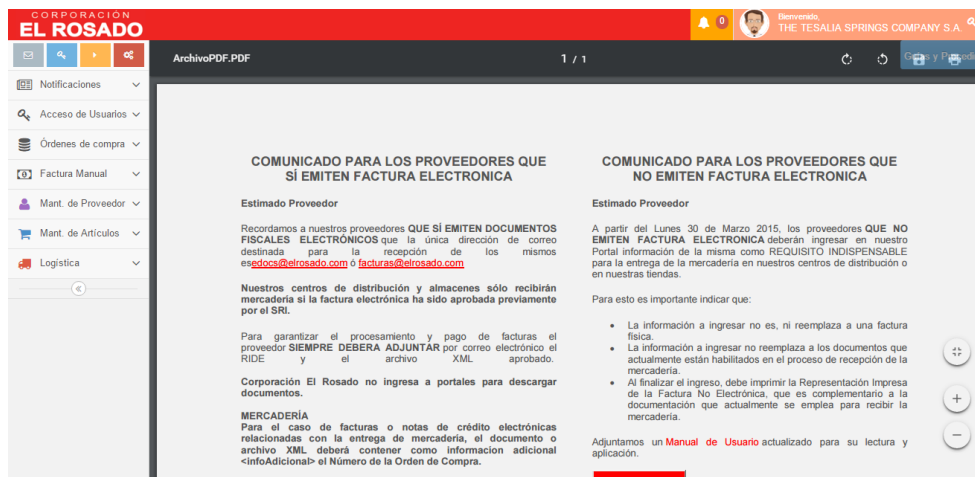 CORPORACIÓN
EL ROSADO
0
Bienvenido,
THE TESALIA SPRINGS COMPANY S.A.
ArchivoPDF.PDF
1 / 1
Notificaciones
Acceso de Usuarios
Órdenes de compra
Factura Manual
Mant. de Proveedor
Mant. de Artículos
Logística
COMUNICADO PARA LOS PROVEEDORES QUE
SÍ EMITEN FACTURA ELECTRONICA
Estimado Proveedor
Recordamos a nuestros proveedores QUE SÍ EMITEN DOCUMENTOS
FISCALES ELECTRÓNICOS que la única dirección de correo
destinada para la recepción de los mismos
esedocs@elrosado.com ó facturas@elrosado.com
Nuestros centros de distribución y almacenes sólo recibirán
mercadería si la factura electrónica ha sido aprobada previamente
por el SRI.
Para garantizar el procesamiento y pago de facturas el
proveedor SIEMPRE DEBERA ADJUNTAR por correo electrónico el
RIDE y el archivo XML aprobado.
Corporación El Rosado no ingresa a portales para descargar
documentos.
MERCADERÍA
Para el caso de facturas o notas de crédito electrónicas
relacionadas con la entrega de mercadería, el documento o
archivo XML deberá contener como informacion adicional
<infoAdicional> el Número de la Orden de Compra.
COMUNICADO PARA LOS PROVEEDORES QUE
NO EMITEN FACTURA ELECTRONICA
Estimado Proveedor
A partir del Lunes 30 de Marzo 2015, los proveedores QUE NO
EMITEN FACTURA ELECTRONICA deberán ingresar en nuestro
Portal información de la misma como REQUISITO INDISPENSABLE
para la entrega de la mercadería en nuestros centros de distribución o
en nuestras tiendas.
Para esto es importante indicar que:
• La información a ingresar no es, ni reemplaza a una factura
física.
• La información a ingresar no reemplaza a los documentos que
actualmente están habilitados en el proceso de recepción de la
mercadería.
• Al finalizar el ingreso, debe imprimir la Representación Impresa
de la Factura No Electrónica, que es complementario a la
documentación que actualmente se emplea para recibir la
mercadería.
Adjuntamos un Manual de Usuario actualizado para su lectura y
aplicación.